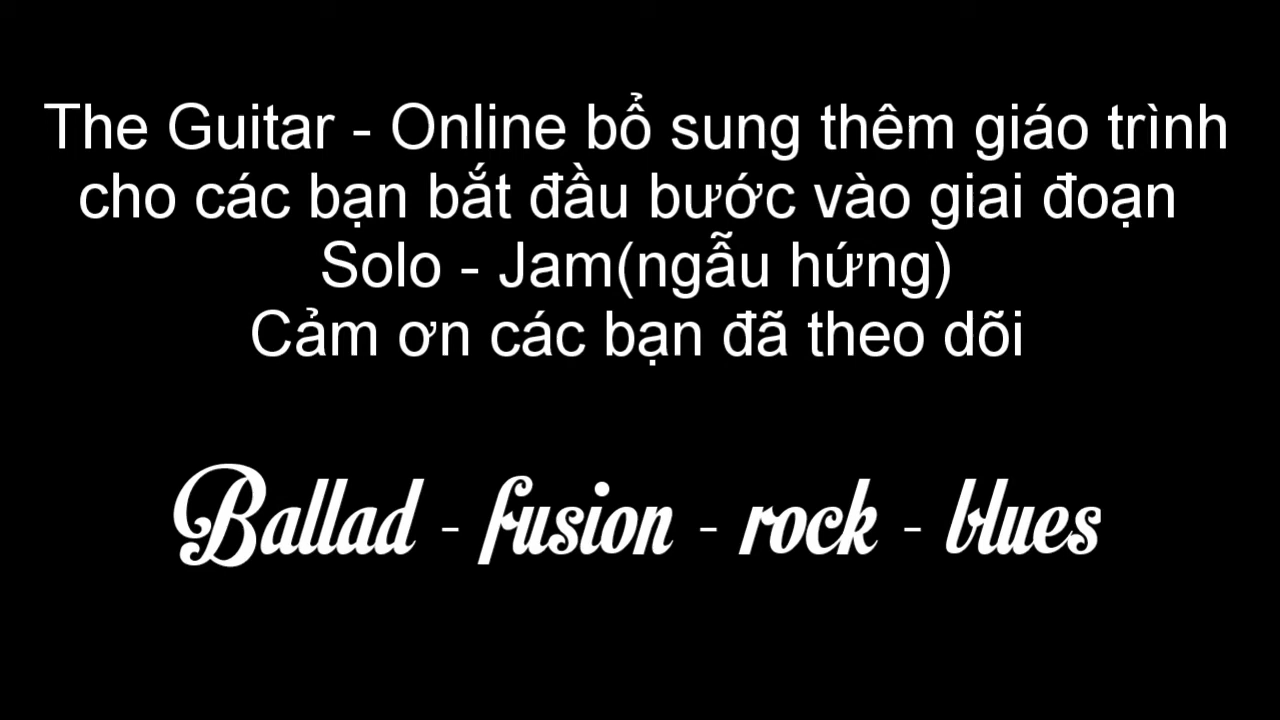 The Guitar - Online bổ sung thêm giáo trình
cho các bạn bắt đầu bước vào giai đoạn
Solo - Jam(ngẫu hứng)
Cảm ơn các bạn đã theo dõi
Ballad - fusion - rock - blues